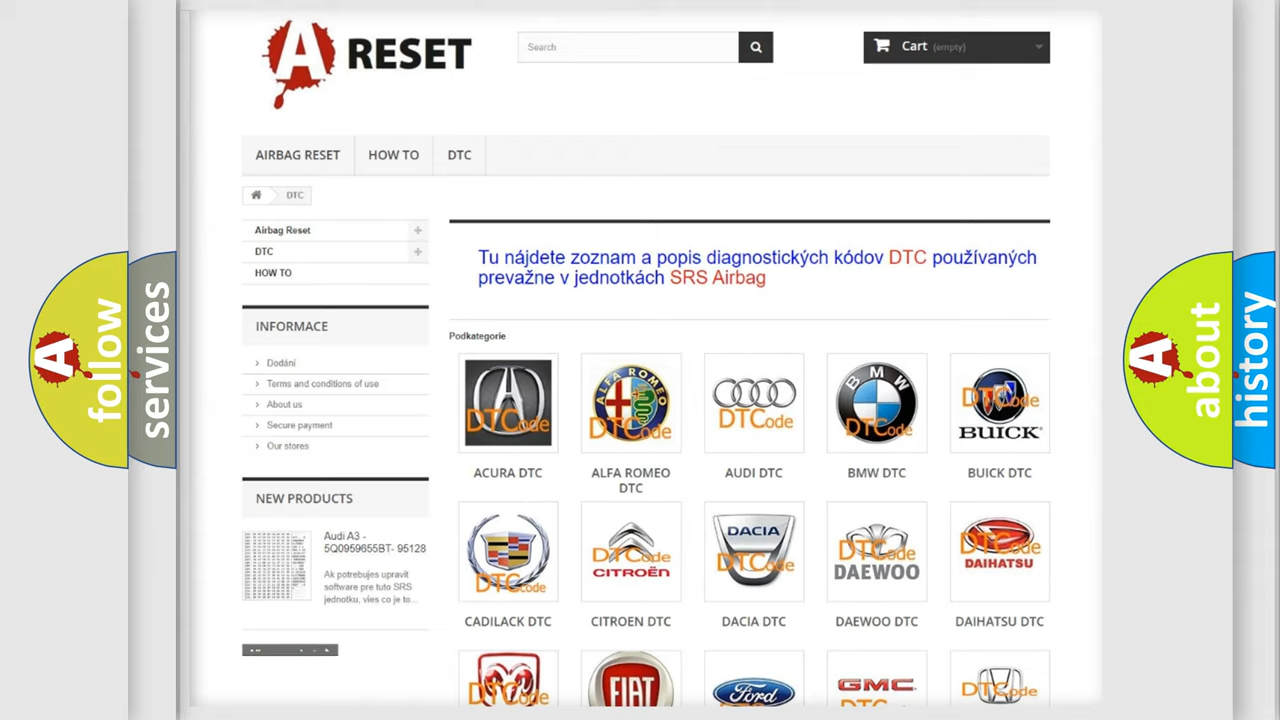 A RESET
Search
Cart (empty)
AIRBAG RESET
HOW TO
DTC
DTC
Airbag Reset
DTC
HOW TO
Tu nájdete zoznam a popis diagnostických kódov DTC používaných
prevažne v jednotkách SRS Airbag
INFORMACE
Dodání
Terms and conditions of use
About us
Secure payment
Our stores
NEW PRODUCTS
Audi A3 -
5Q0959655BT- 95128
Ak potrebujes upravit
software pre tuto SRS
jednotku, vies co je to...
Podkategorie
DTCode
ALFA ROMEO
DTCode
DTCode
BMW
DTCode
DTCode
BUICK
ACURA DTC
ALFA ROMEO
DTC
AUDI DTC
BMW DTC
BUICK DTC
DTCode
DTCode
CITROËN
DACIA
DTCode
DTCode
DAEWOO
DTCode
DAIHATSU
CADILACK DTC
CITROEN DTC
DACIA DTC
DAEWOO DTC
DAIHATSU DTC
DTCode
FIAT
Ford
GMC
DTCode
A follow
services
A about
history